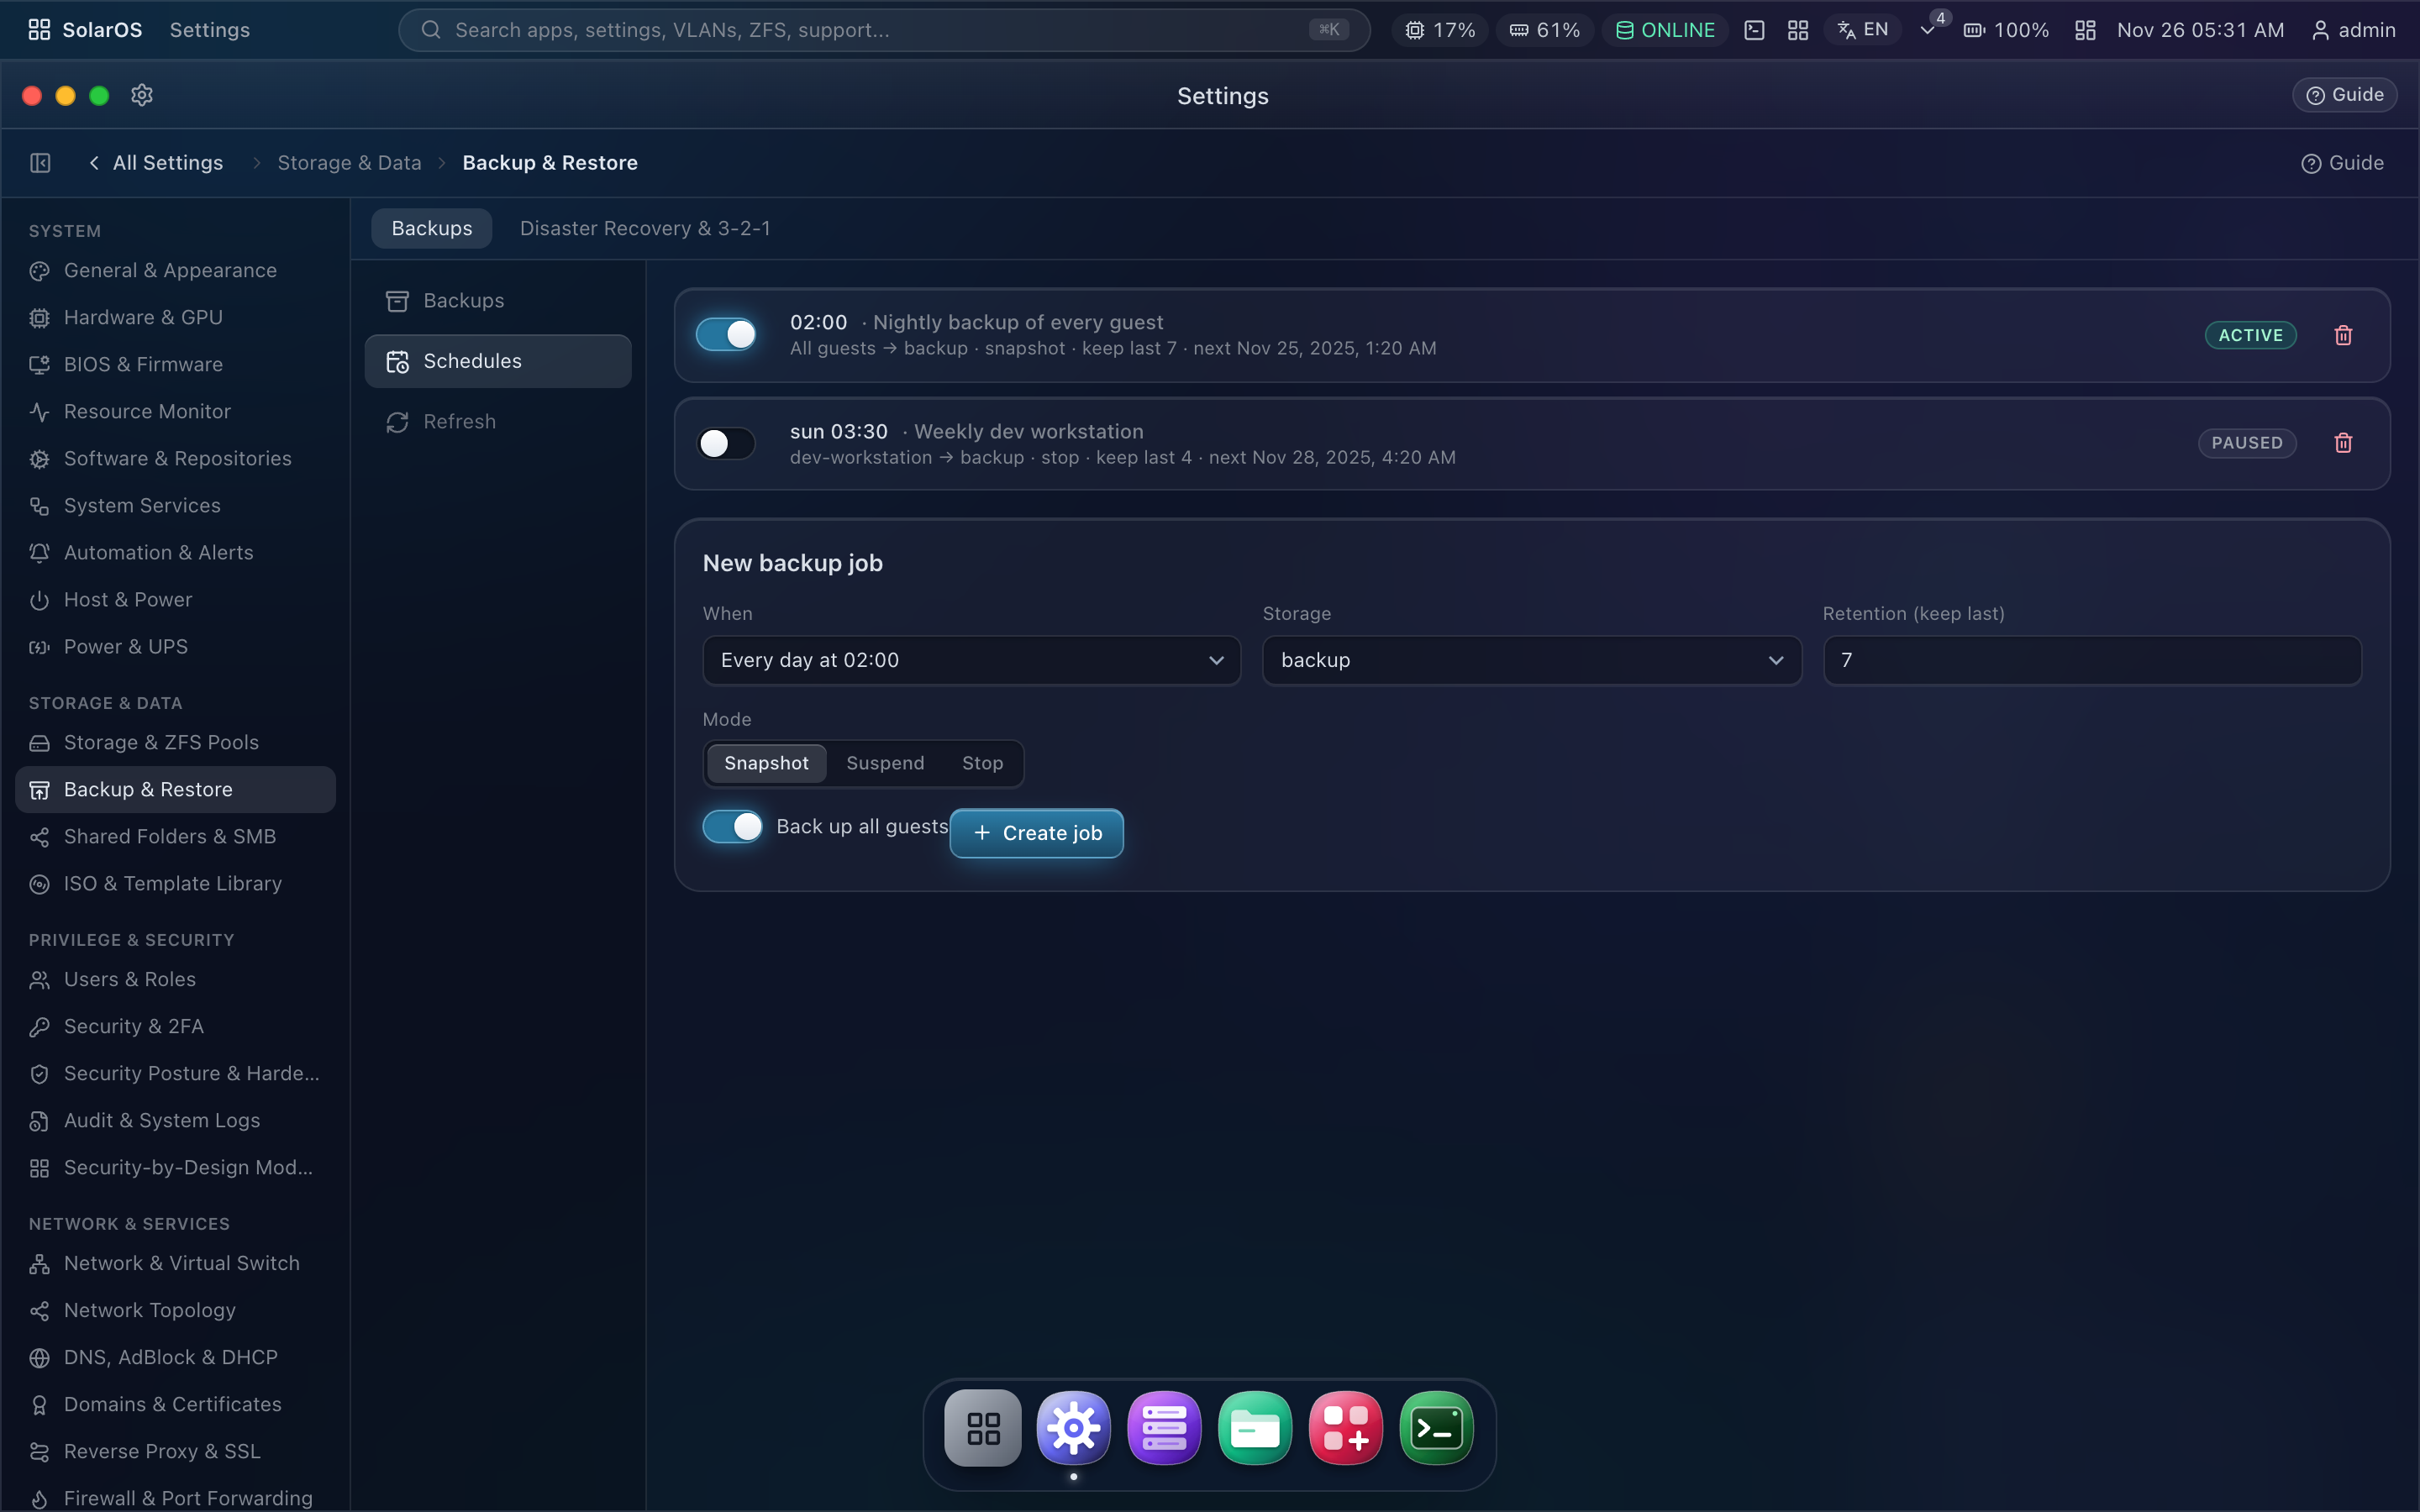 SolarOS Settings Search apps, settings, VLANs, ZFS, support... ⌘K 17% 61% ONLINE EN 4 100% Nov 26 05:31 AM admin
Settings Guide
All Settings Storage & Data Backup & Restore Guide
SYSTEM
General & Appearance
Hardware & GPU
BIOS & Firmware
Resource Monitor
Software & Repositories
System Services
Automation & Alerts
Host & Power
Power & UPS
STORAGE & DATA
Storage & ZFS Pools
Backup & Restore
Shared Folders & SMB
ISO & Template Library
PRIVILEGE & SECURITY
Users & Roles
Security & 2FA
Security Posture & Harde...
Audit & System Logs
Security-by-Design Mod...
NETWORK & SERVICES
Network & Virtual Switch
Network Topology
DNS, AdBlock & DHCP
Domains & Certificates
Reverse Proxy & SSL
Firewall & Port Forwarding
Backups Disaster Recovery & 3-2-1
Backups
Schedules
Refresh
02:00 · Nightly backup of every guest
All guests → backup · snapshot · keep last 7 · next Nov 25, 2025, 1:20 AM
ACTIVE
sun 03:30 · Weekly dev workstation
dev-workstation → backup · stop · keep last 4 · next Nov 28, 2025, 4:20 AM
PAUSED
New backup job
When Storage Retention (keep last)
Every day at 02:00 backup 7
Mode
Snapshot Suspend Stop
Back up all guests + Create job